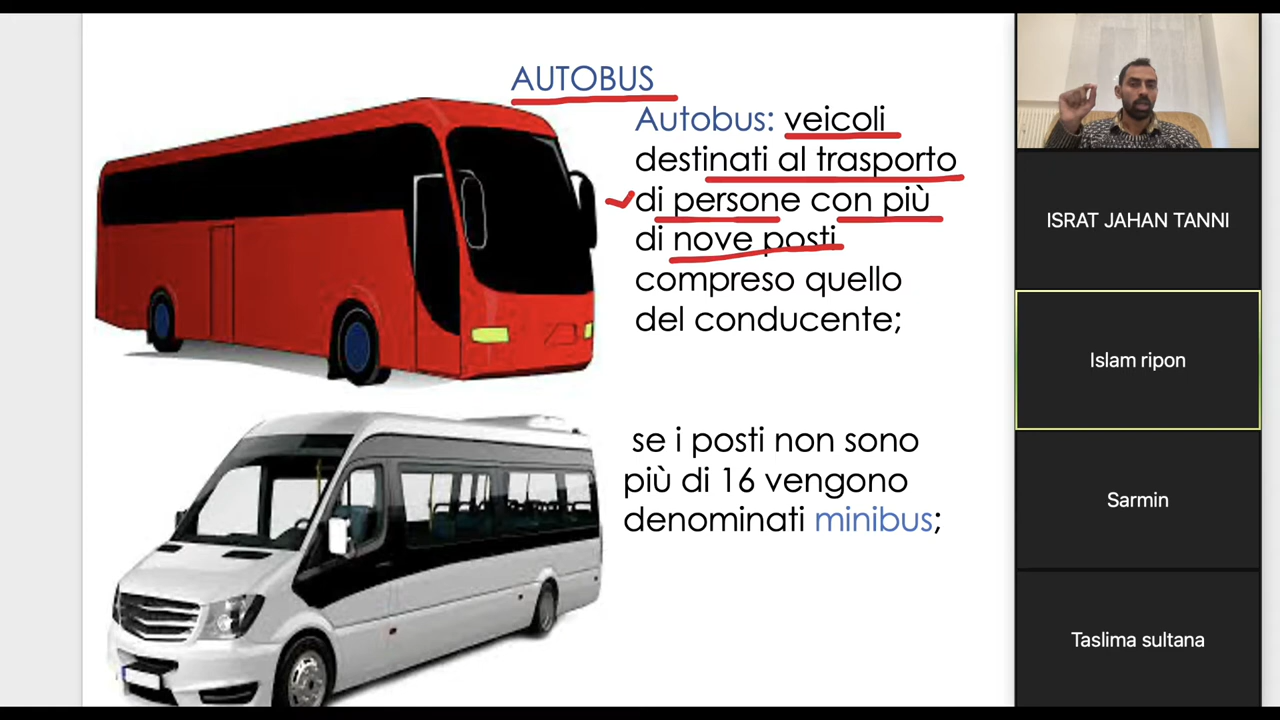 AUTOBUS
Autobus: veicoli
destinati al trasporto
di persone con più
di nove posti
compreso quello
del conducente;
se i posti non sono
più di 16 vengono
denominati minibus;
ISRAT JAHAN TANNI
Islam ripon
Sarmin
Taslima sultana